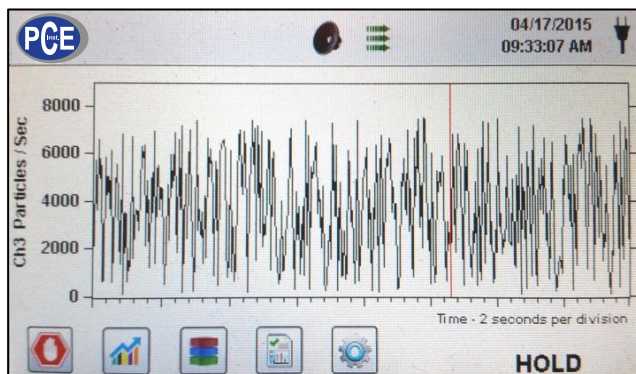 PCE
Inst.
04/17/2015
09:33:07 AM
8000
6000
4000
2000
0
Ch3 Particles / Sec
Time - 2 seconds per division
HOLD